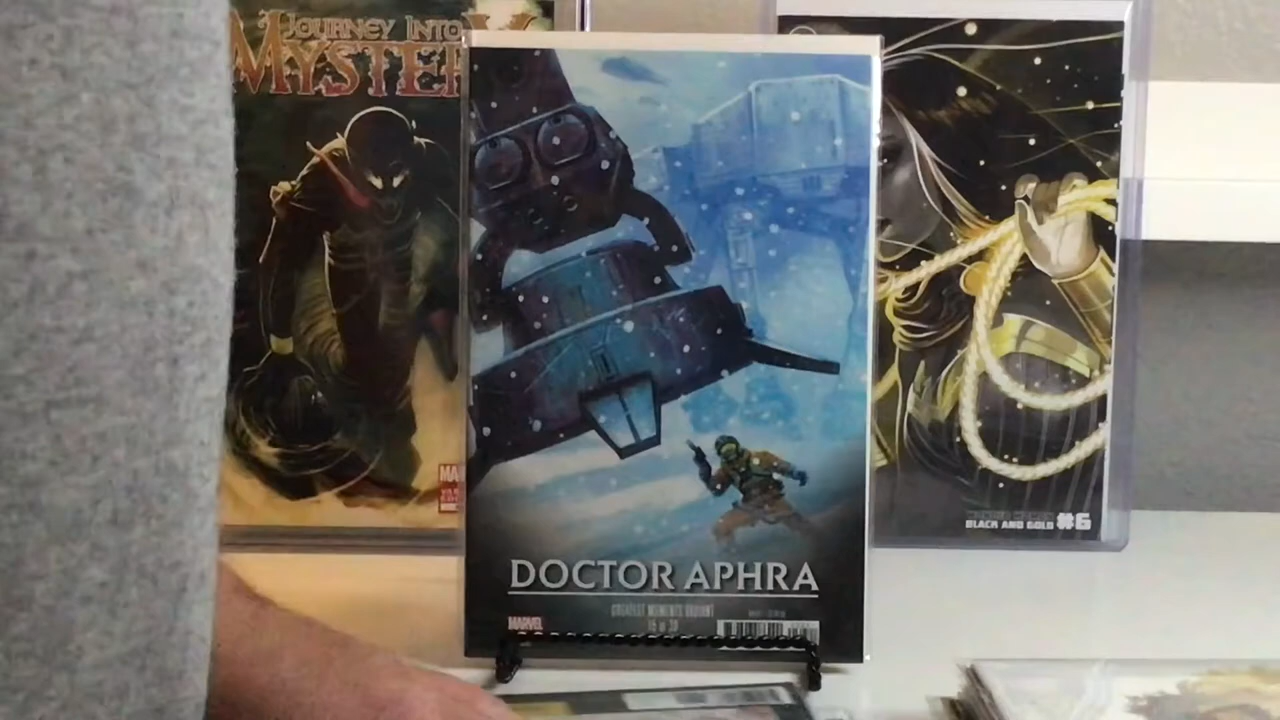 JOURNEY INTO
MYSTER
DOCTOR APHRA
GREATEST MOMENTS VARIANT
MARVEL
BLACK AND GOLD #6